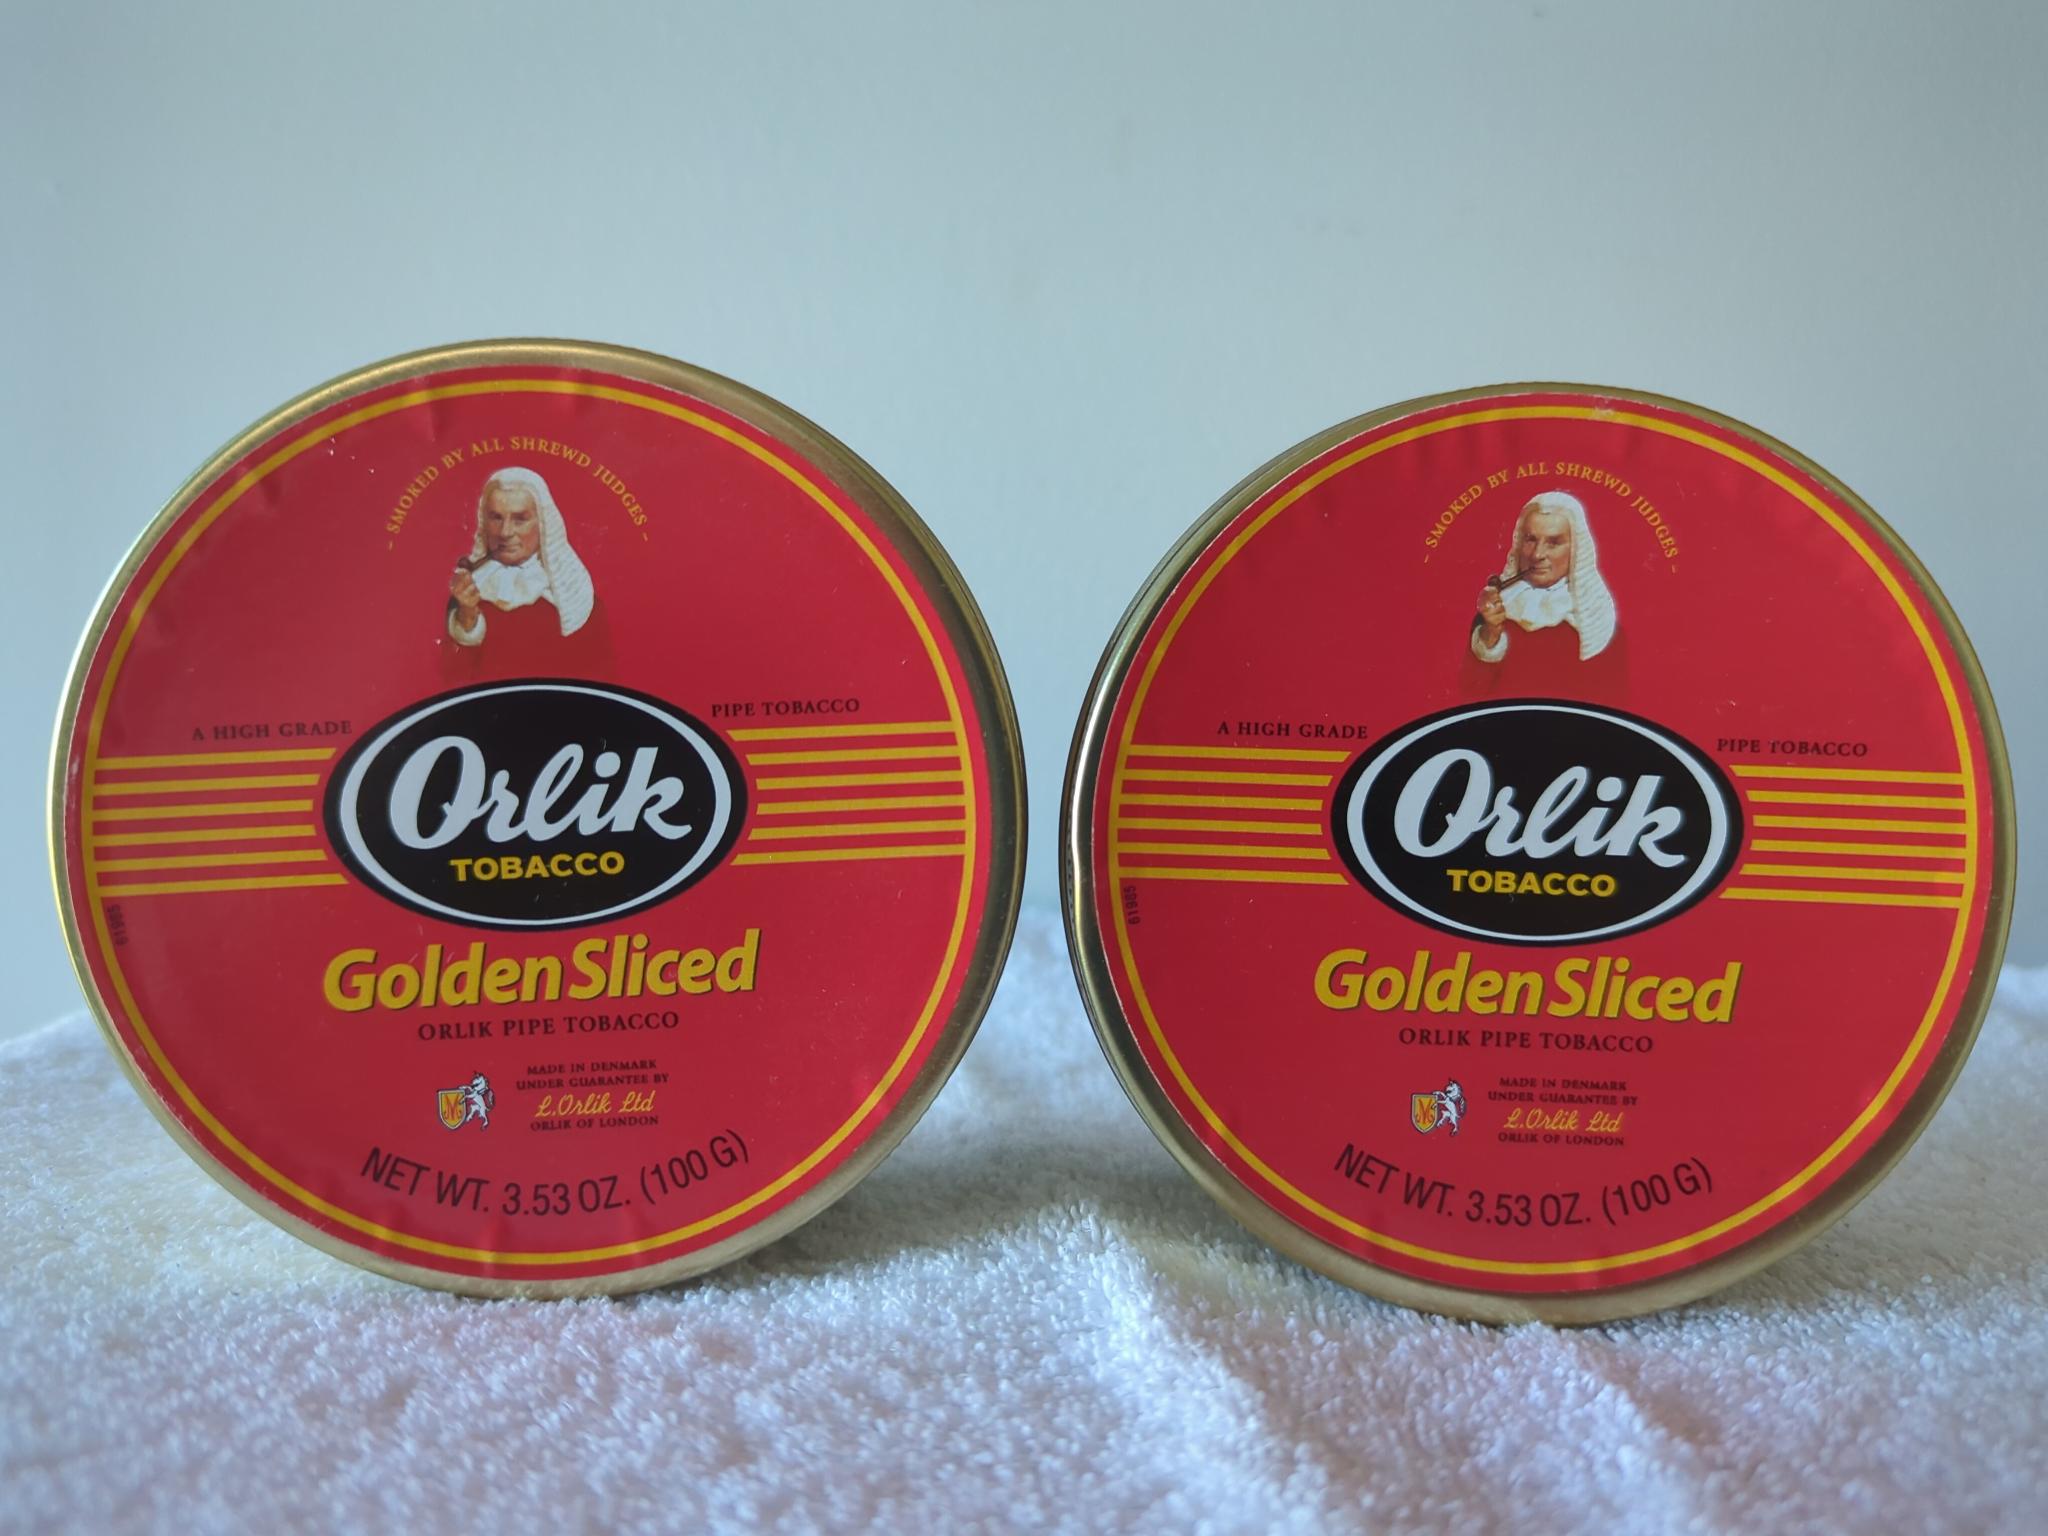 - SMOKED BY ALL SHREWD JUDGES -
A HIGH GRADE
PIPE TOBACCO
Orlik
TOBACCO
Golden Sliced
ORLIK PIPE TOBACCO
MADE IN DENMARK
UNDER GUARANTEE BY
L.Orlik Ltd
ORLIK OF LONDON
M
NET WT. 3.53 OZ. (100 G)
61985
- SMOKED BY ALL SHREWD JUDGES -
A HIGH GRADE
PIPE TOBACCO
Orlik
TOBACCO
Golden Sliced
ORLIK PIPE TOBACCO
MADE IN DENMARK
UNDER GUARANTEE BY
L.Orlik Ltd
ORLIK OF LONDON
M
NET WT. 3.53 OZ. (100 G)
61985